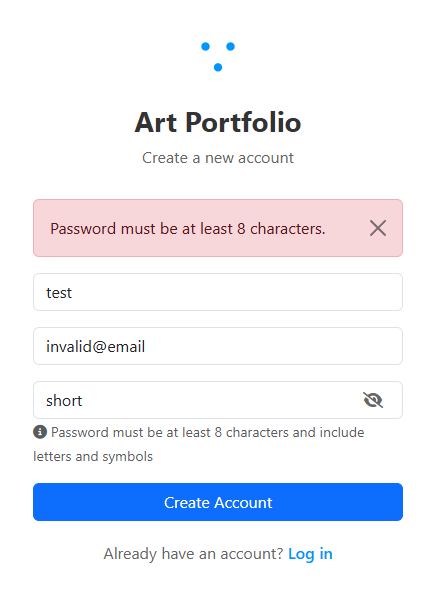 Art Portfolio
Create a new account
Password must be at least 8 characters.
test
invalid@email
short
Password must be at least 8 characters and include
letters and symbols
Create Account
Already have an account? Log in